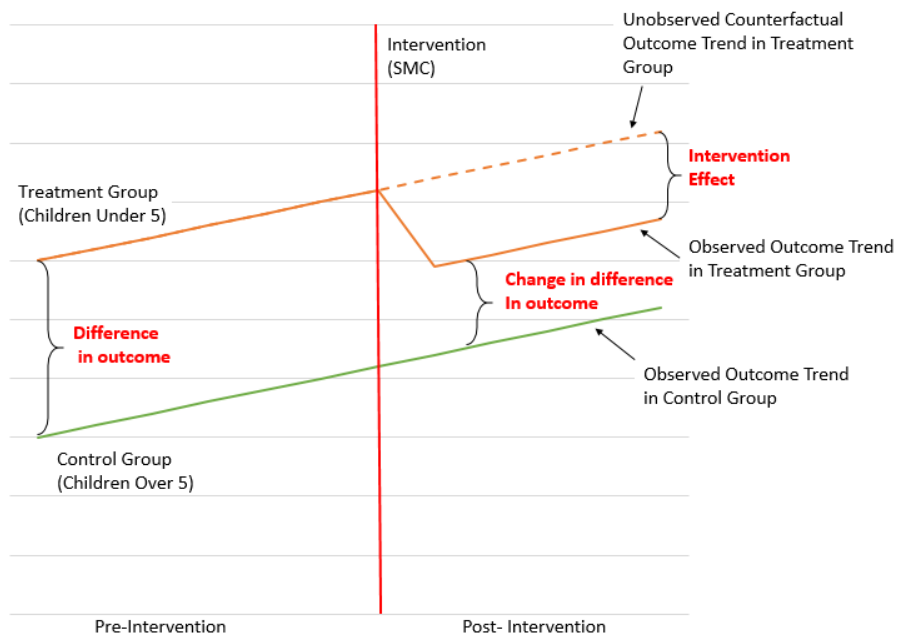 Unobserved Counterfactual
Outcome Trend in Treatment
Group
Intervention
(SMC)
Intervention
Effect
Treatment Group
(Children Under 5)
Observed Outcome Trend
in Treatment Group
Change in difference
In outcome
Difference
in outcome
Observed Outcome Trend
in Control Group
Control Group
(Children Over 5)
Pre-Intervention
Post- Intervention